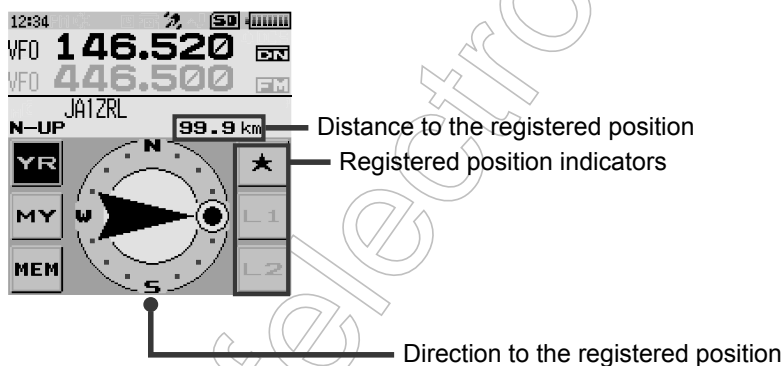 12:34 SD
VFO 146.520 DN
VFO 446.500 FM
JA1ZRL
N-UP 99.9 km
Distance to the registered position
YR N ★
Registered position indicators
MY W L1
MEM S L2
Direction to the registered position